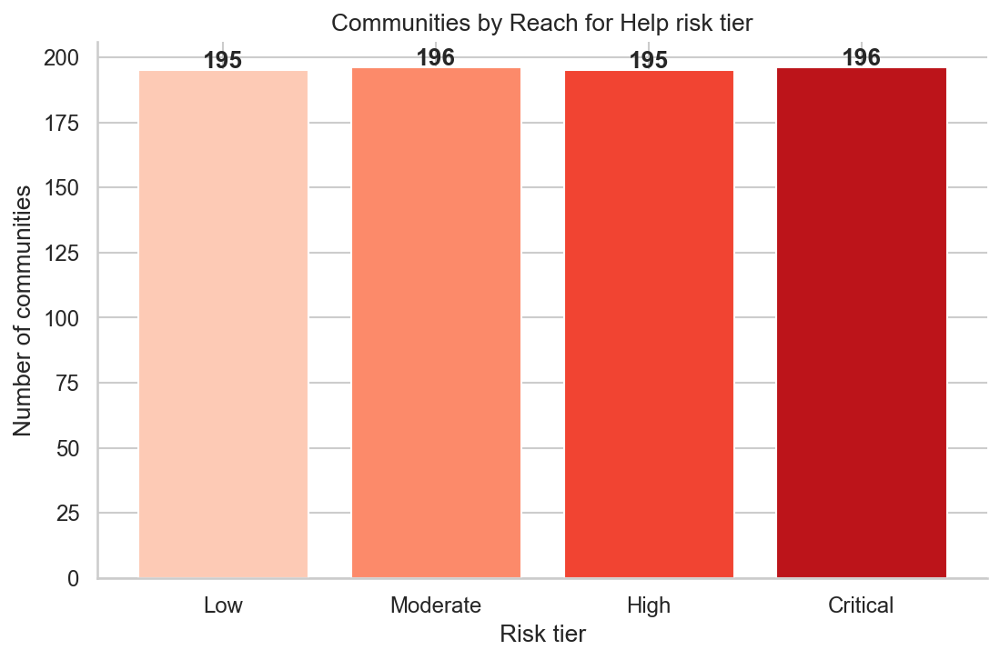 Communities by Reach for Help risk tier
200
175
150
125
100
75
50
25
0
Number of communities
195
196
195
196
Low
Moderate
High
Critical
Risk tier